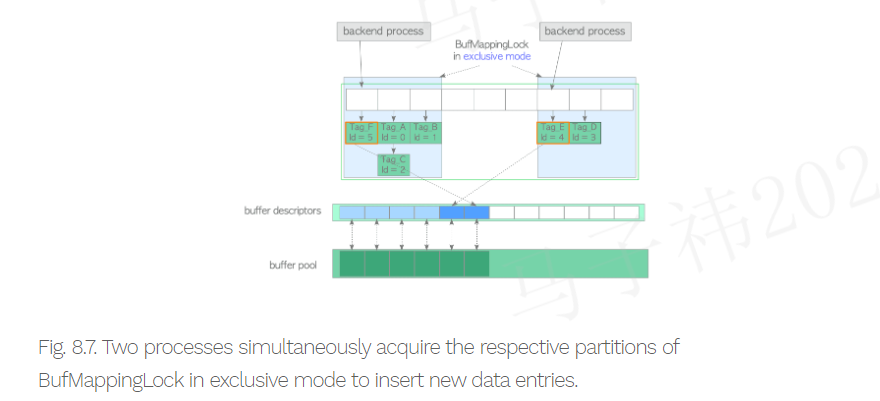 backend process
backend process
BufMappingLock
in exclusive mode
Tag_F
Id = 5
Tag_A
Id = 0
Tag_B
Id = 1
Tag_E
Id = 4
Tag_D
Id = 3
Tag_C
Id = 2
buffer descriptors
buffer pool
马子祎202
Fig. 8.7. Two processes simultaneously acquire the respective partitions of
BufMappingLock in exclusive mode to insert new data entries.